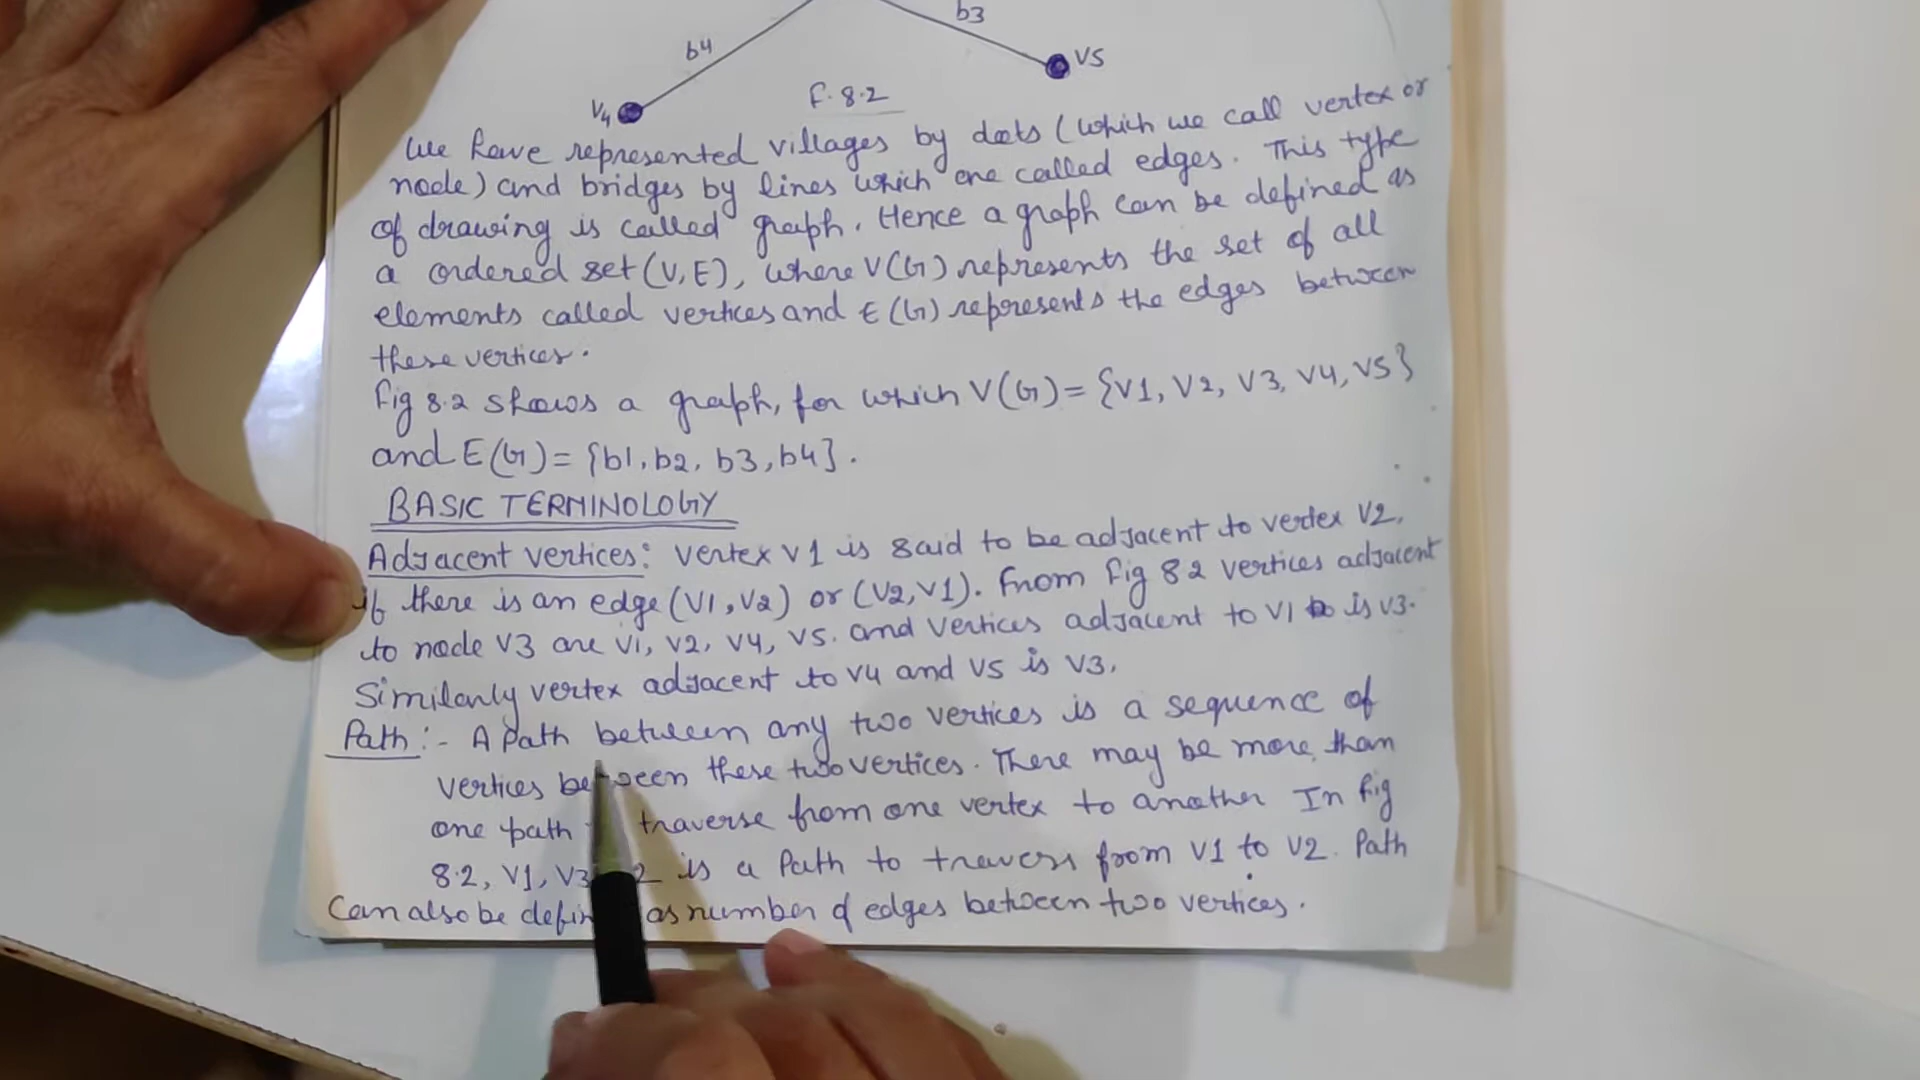 b3
b4
V5
V4
F. 8.2
We have represented villages by dots (which we call vertex or
node) and bridges by lines which are called edges. This type
of drawing is called graph. Hence a graph can be defined as
a ordered set (V,E), where V(G) represents the set of all
elements called vertices and E(G) represents the edges between
these vertices.
Fig 8.2 shows a graph, for which V(G) = {V1, V2, V3, V4, V5}
and E(G) = {b1, b2, b3, b4}.
BASIC TERMINOLOGY
Adjacent vertices: Vertex V1 is said to be adjacent to vertex V2,
if there is an edge (V1, V2) or (V2, V1). From Fig 8 2 vertices adjacent
to node V3 are V1, V2, V4, V5. and vertices adjacent to V1 is V3.
Similarly vertex adjacent to V4 and V5 is V3.
Path :- A Path between any two vertices is a sequence of
vertices between these two vertices. There may be more than
one path traverse from one vertex to another In fig
8.2, V1, V3 2 is a Path to travers from V1 to V2. Path
Can also be defin as number of edges between two vertices.